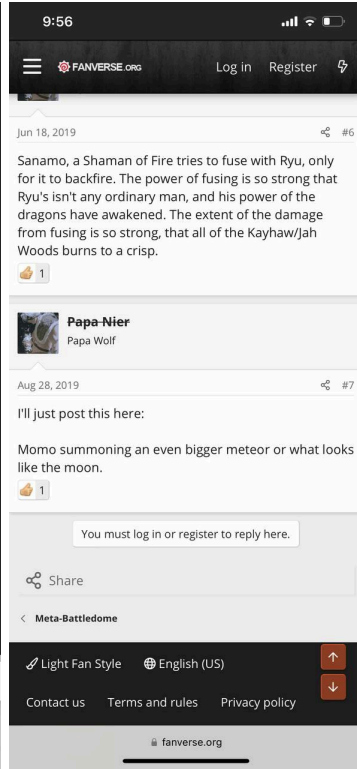 9:56
FANVERSE.ORG Log in Register
Jun 18, 2019 #6
Sanamo, a Shaman of Fire tries to fuse with Ryu, only
for it to backfire. The power of fusing is so strong that
Ryu's isn't any ordinary man, and his power of the
dragons have awakened. The extent of the damage
from fusing is so strong, that all of the Kayhaw/Jah
Woods burns to a crisp.
1
Papa Nier
Papa Wolf
Aug 28, 2019 #7
I'll just post this here:
Momo summoning an even bigger meteor or what looks
like the moon.
1
You must log in or register to reply here.
Share
Meta-Battledome
Light Fan Style English (US)
Contact us Terms and rules Privacy policy
fanverse.org